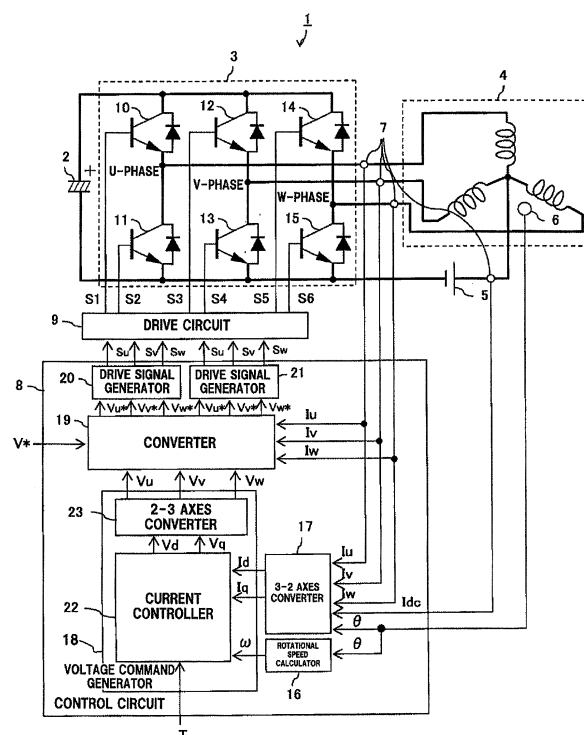 1
3
4
10
12
14
7
2
+
U-PHASE
V-PHASE
W-PHASE
6
11
13
15
5
S1 S2 S3 S4 S5 S6
9
DRIVE CIRCUIT
Su Sv Sw Su Sv Sw
8
20
DRIVE SIGNAL GENERATOR
DRIVE SIGNAL GENERATOR
21
Vu* Vv* Vw* Vu* Vv* Vw*
19
V*
CONVERTER
Iu
Iv
Iw
Vu Vv Vw
23
2-3 AXES CONVERTER
17
Vd Vq
Id
Iq
3-2 AXES CONVERTER
Iu
Iv
Iw
Idc
θ
22
CURRENT CONTROLLER
18
ω
ROTATIONAL SPEED CALCULATOR
θ
16
VOLTAGE COMMAND GENERATOR
CONTROL CIRCUIT